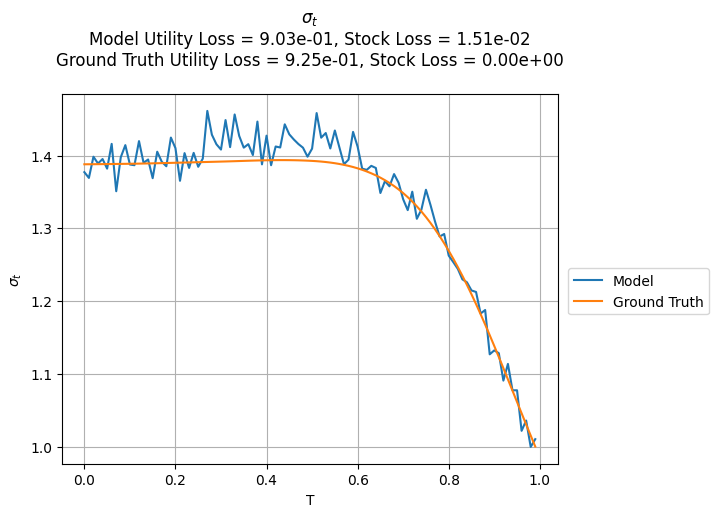 σt
Model Utility Loss = 9.03e-01, Stock Loss = 1.51e-02
Ground Truth Utility Loss = 9.25e-01, Stock Loss = 0.00e+00
1.4
1.3
1.2
1.1
1.0
σt
0.0 0.2 0.4 0.6 0.8 1.0
T
Model
Ground Truth